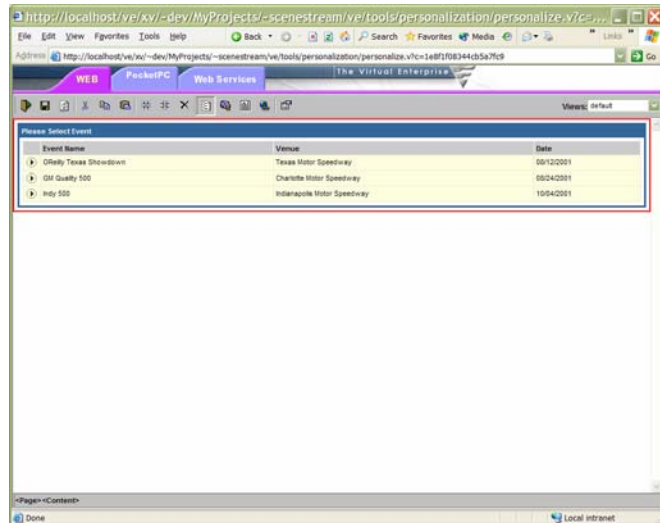 http://localhost/ve/xv/~dev/MyProjects/~scenestream/ve/tools/personalization/personalize.v?c=...
File Edit View Favorites Tools Help Back Search Favorites Media Links
Address http://localhost/ve/xv/~dev/MyProjects/~scenestream/ve/tools/personalization/personalize.v?c=1e8f1f08344cb5a7fc9 Go
WEB PocketPC Web Services The Virtual Enterprise
Views: default
Please Select Event
Event Name Venue Date
OReilly Texas Showdown Texas Motor Speedway 08/12/2001
GM Quality 500 Charlotte Motor Speedway 08/24/2001
Indy 500 Indianapolis Motor Speedway 10/04/2001
<Page> <Content>
Done Local intranet